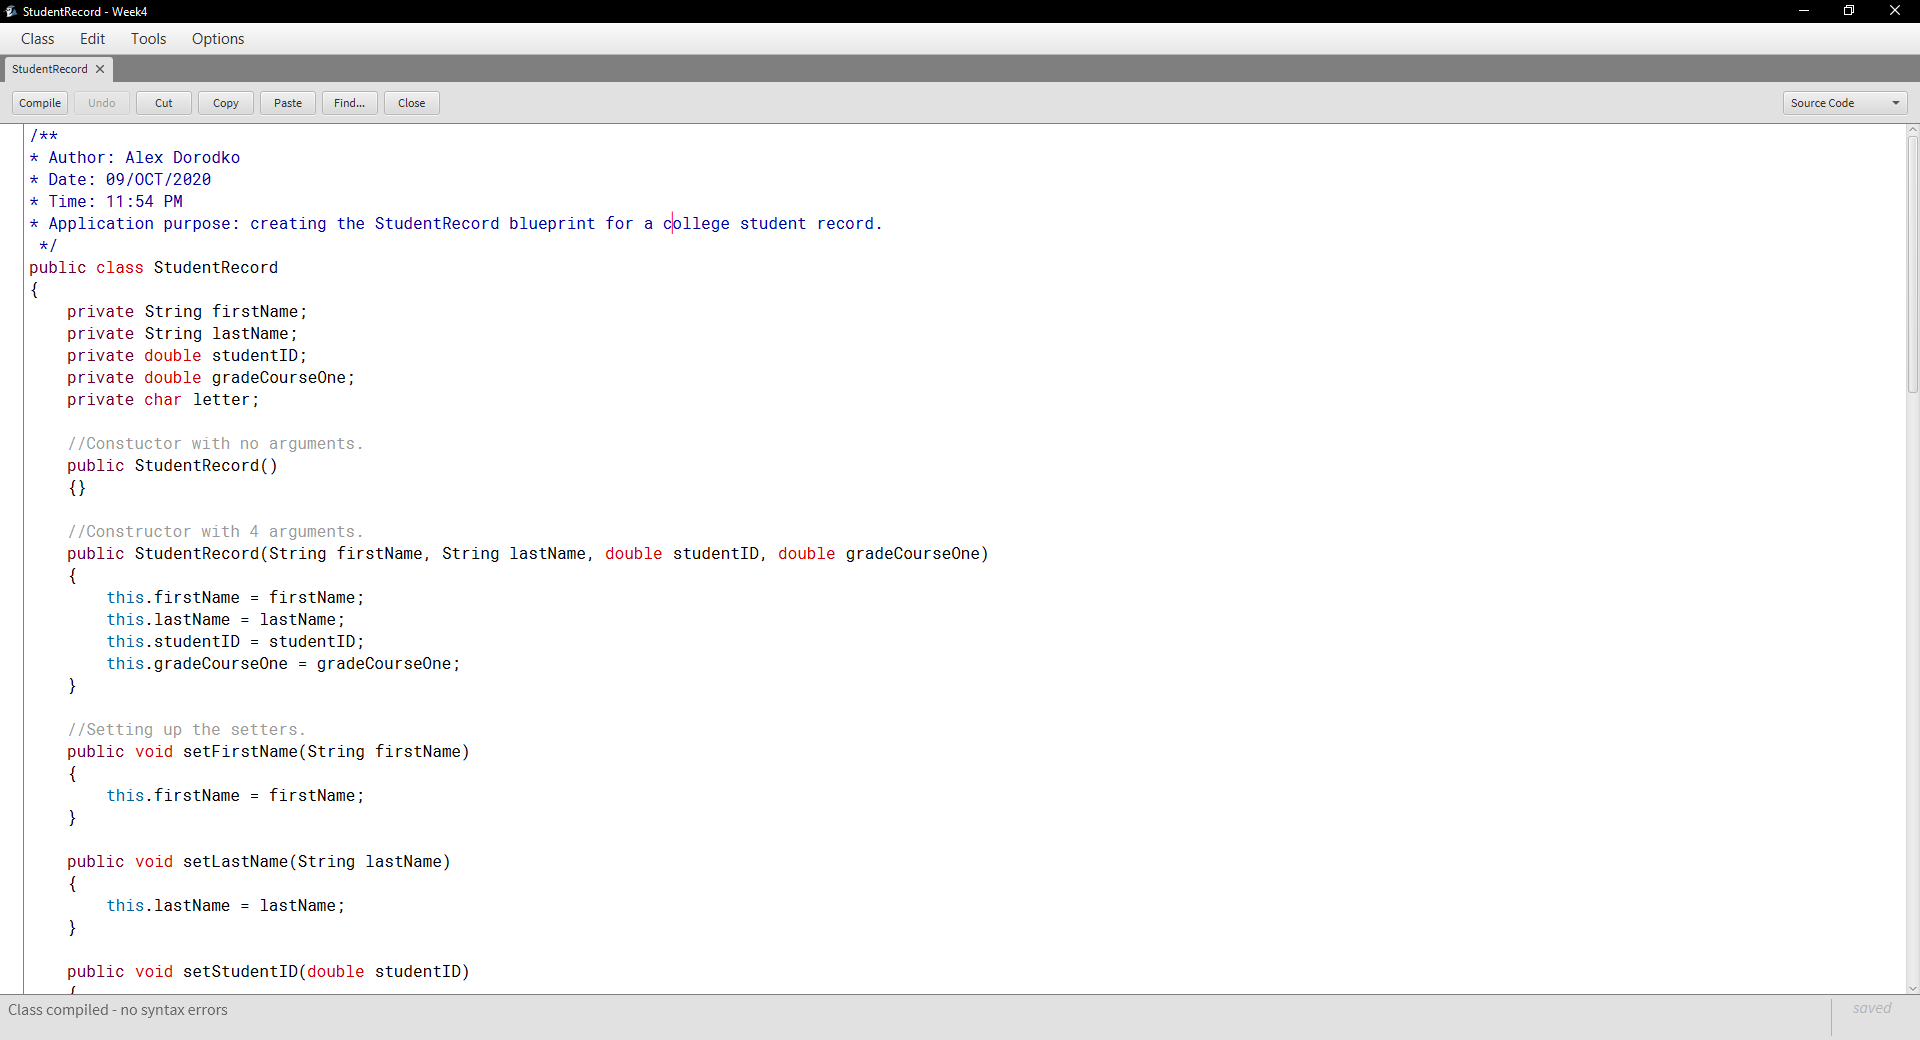 StudentRecord - Week4
Class Edit Tools Options
StudentRecord
Compile Undo Cut Copy Paste Find... Close Source Code
/**
* Author: Alex Dorodko
* Date: 09/OCT/2020
* Time: 11:54 PM
* Application purpose: creating the StudentRecord blueprint for a college student record.
*/
public class StudentRecord
{
private String firstName;
private String lastName;
private double studentID;
private double gradeCourseOne;
private char letter;
//Constuctor with no arguments.
public StudentRecord()
{}
//Constructor with 4 arguments.
public StudentRecord(String firstName, String lastName, double studentID, double gradeCourseOne)
{
this.firstName = firstName;
this.lastName = lastName;
this.studentID = studentID;
this.gradeCourseOne = gradeCourseOne;
}
//Setting up the setters.
public void setFirstName(String firstName)
{
this.firstName = firstName;
}
public void setLastName(String lastName)
{
this.lastName = lastName;
}
public void setStudentID(double studentID)
{
Class compiled - no syntax errors
saved